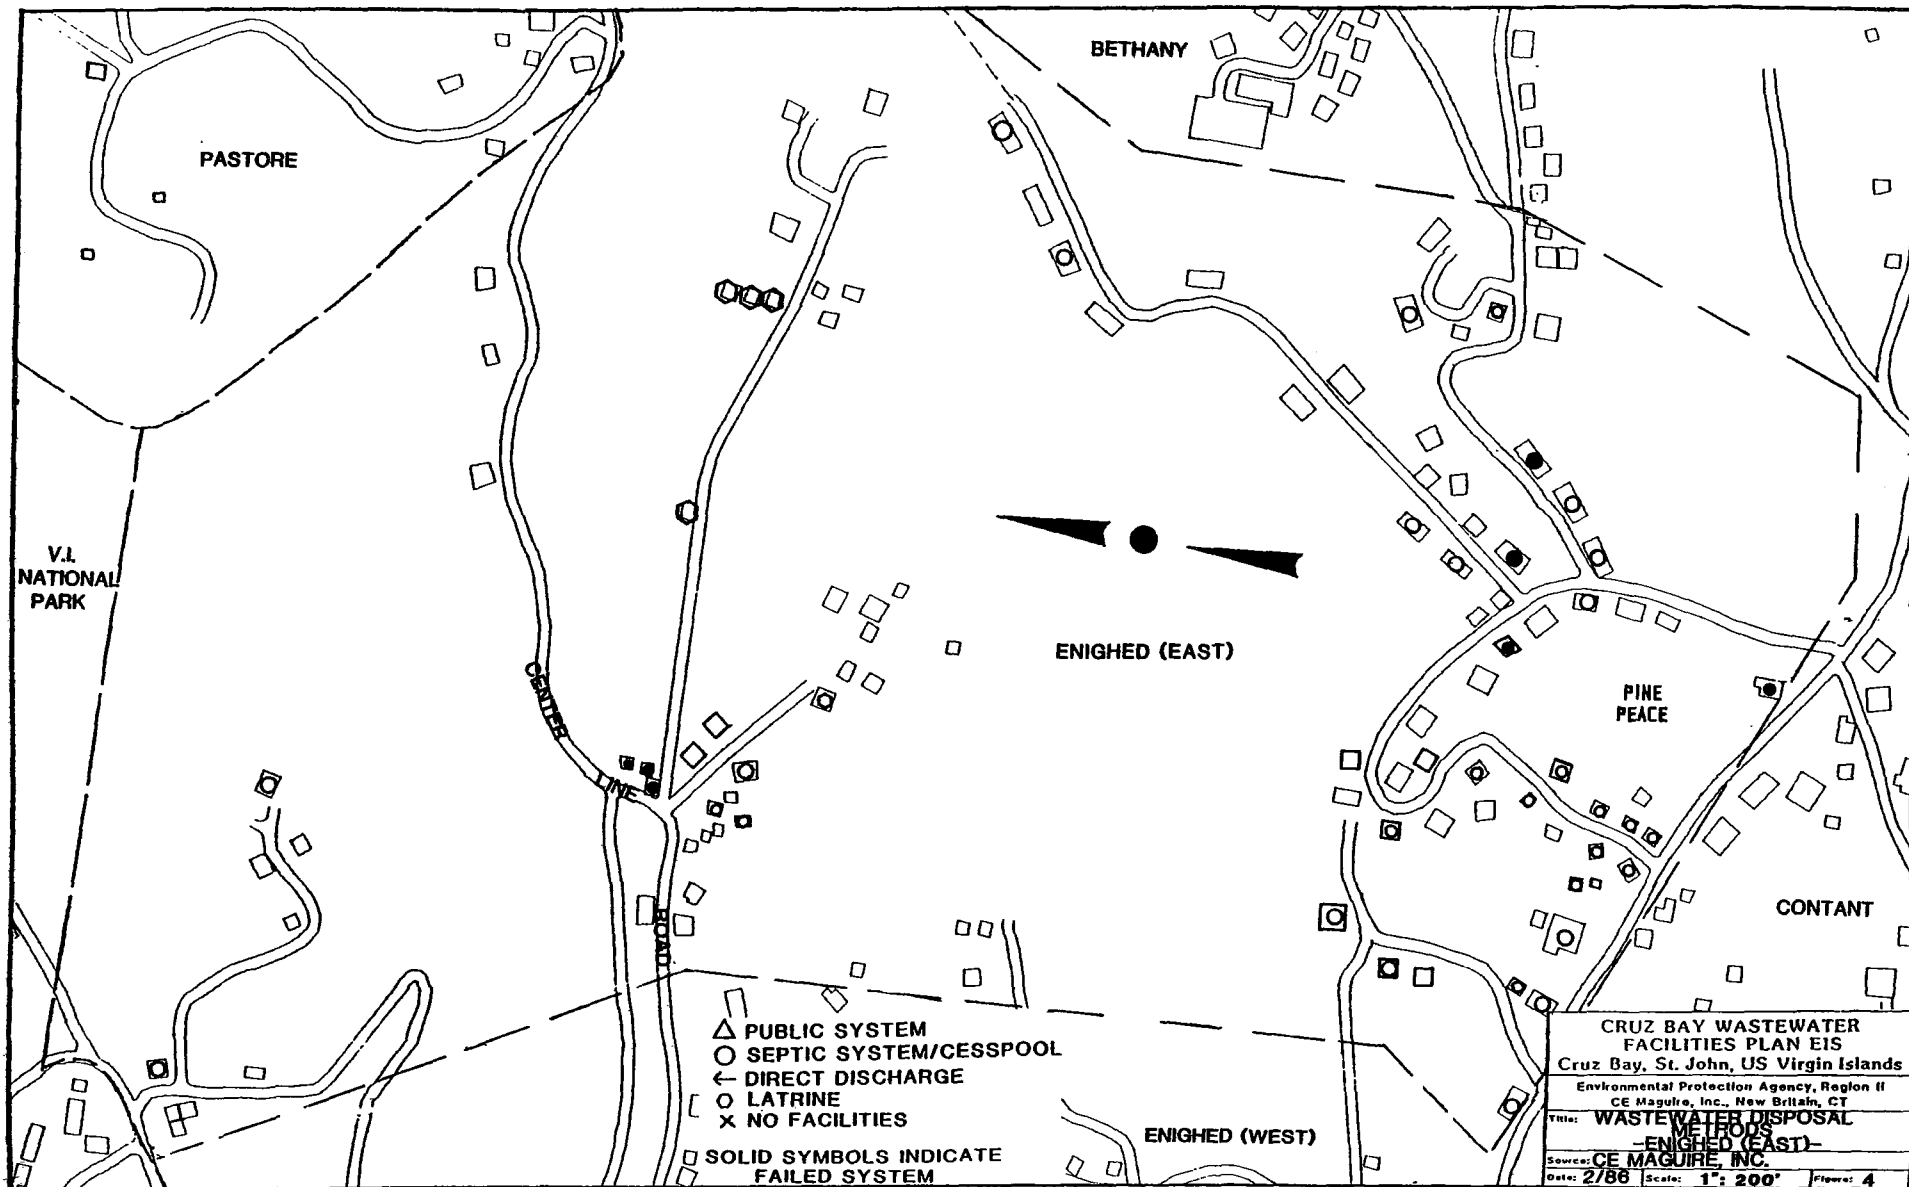 BETHANY
PASTORE
V.I.
NATIONAL
PARK
ENIGHED (EAST)
CENTER
LINE
ROAD
PINE
PEACE
CONTANT
△ PUBLIC SYSTEM
○ SEPTIC SYSTEM/CESSPOOL
← DIRECT DISCHARGE
⬡ LATRINE
X NO FACILITIES
SOLID SYMBOLS INDICATE
FAILED SYSTEM
ENIGHED (WEST)
CRUZ BAY WASTEWATER
FACILITIES PLAN EIS
Cruz Bay, St. John, US Virgin Islands
Environmental Protection Agency, Region II
CE Maguire, Inc., New Britain, CT
Title: WASTEWATER DISPOSAL
METHODS
-ENIGHED (EAST)-
Source: CE MAGUIRE, INC.
Date: 2/86 Scale: 1": 200' Figure: 4